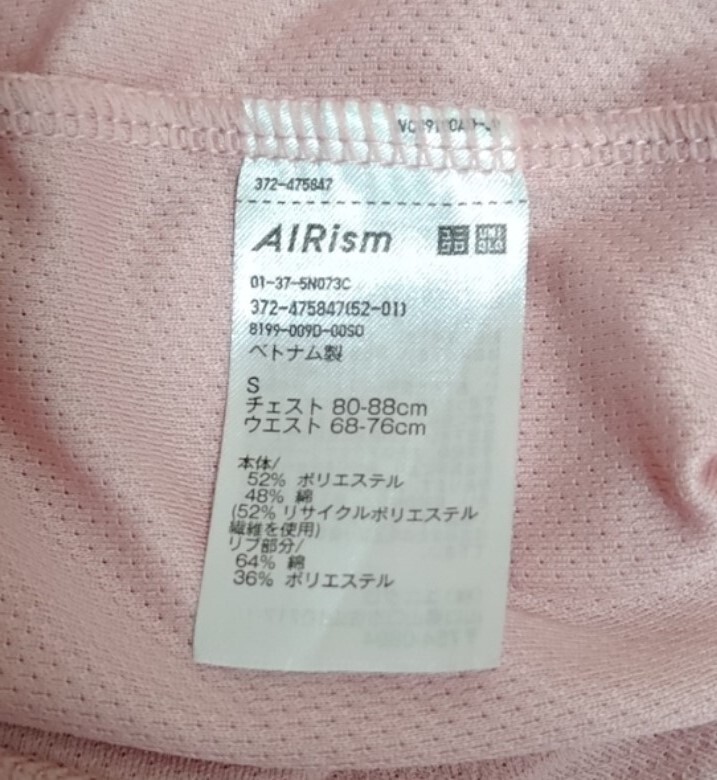 372-475847
AIRism ユニクロ UNIQLO
01-37-5N073C
372-475847(52-01)
8199-009D-00SO
ベトナム製
S
チェスト 80-88cm
ウエスト 68-76cm
本体/
52% ポリエステル
48% 綿
(52% リサイクルポリエステル
繊維を使用)
リブ部分/
64% 綿
36% ポリエステル